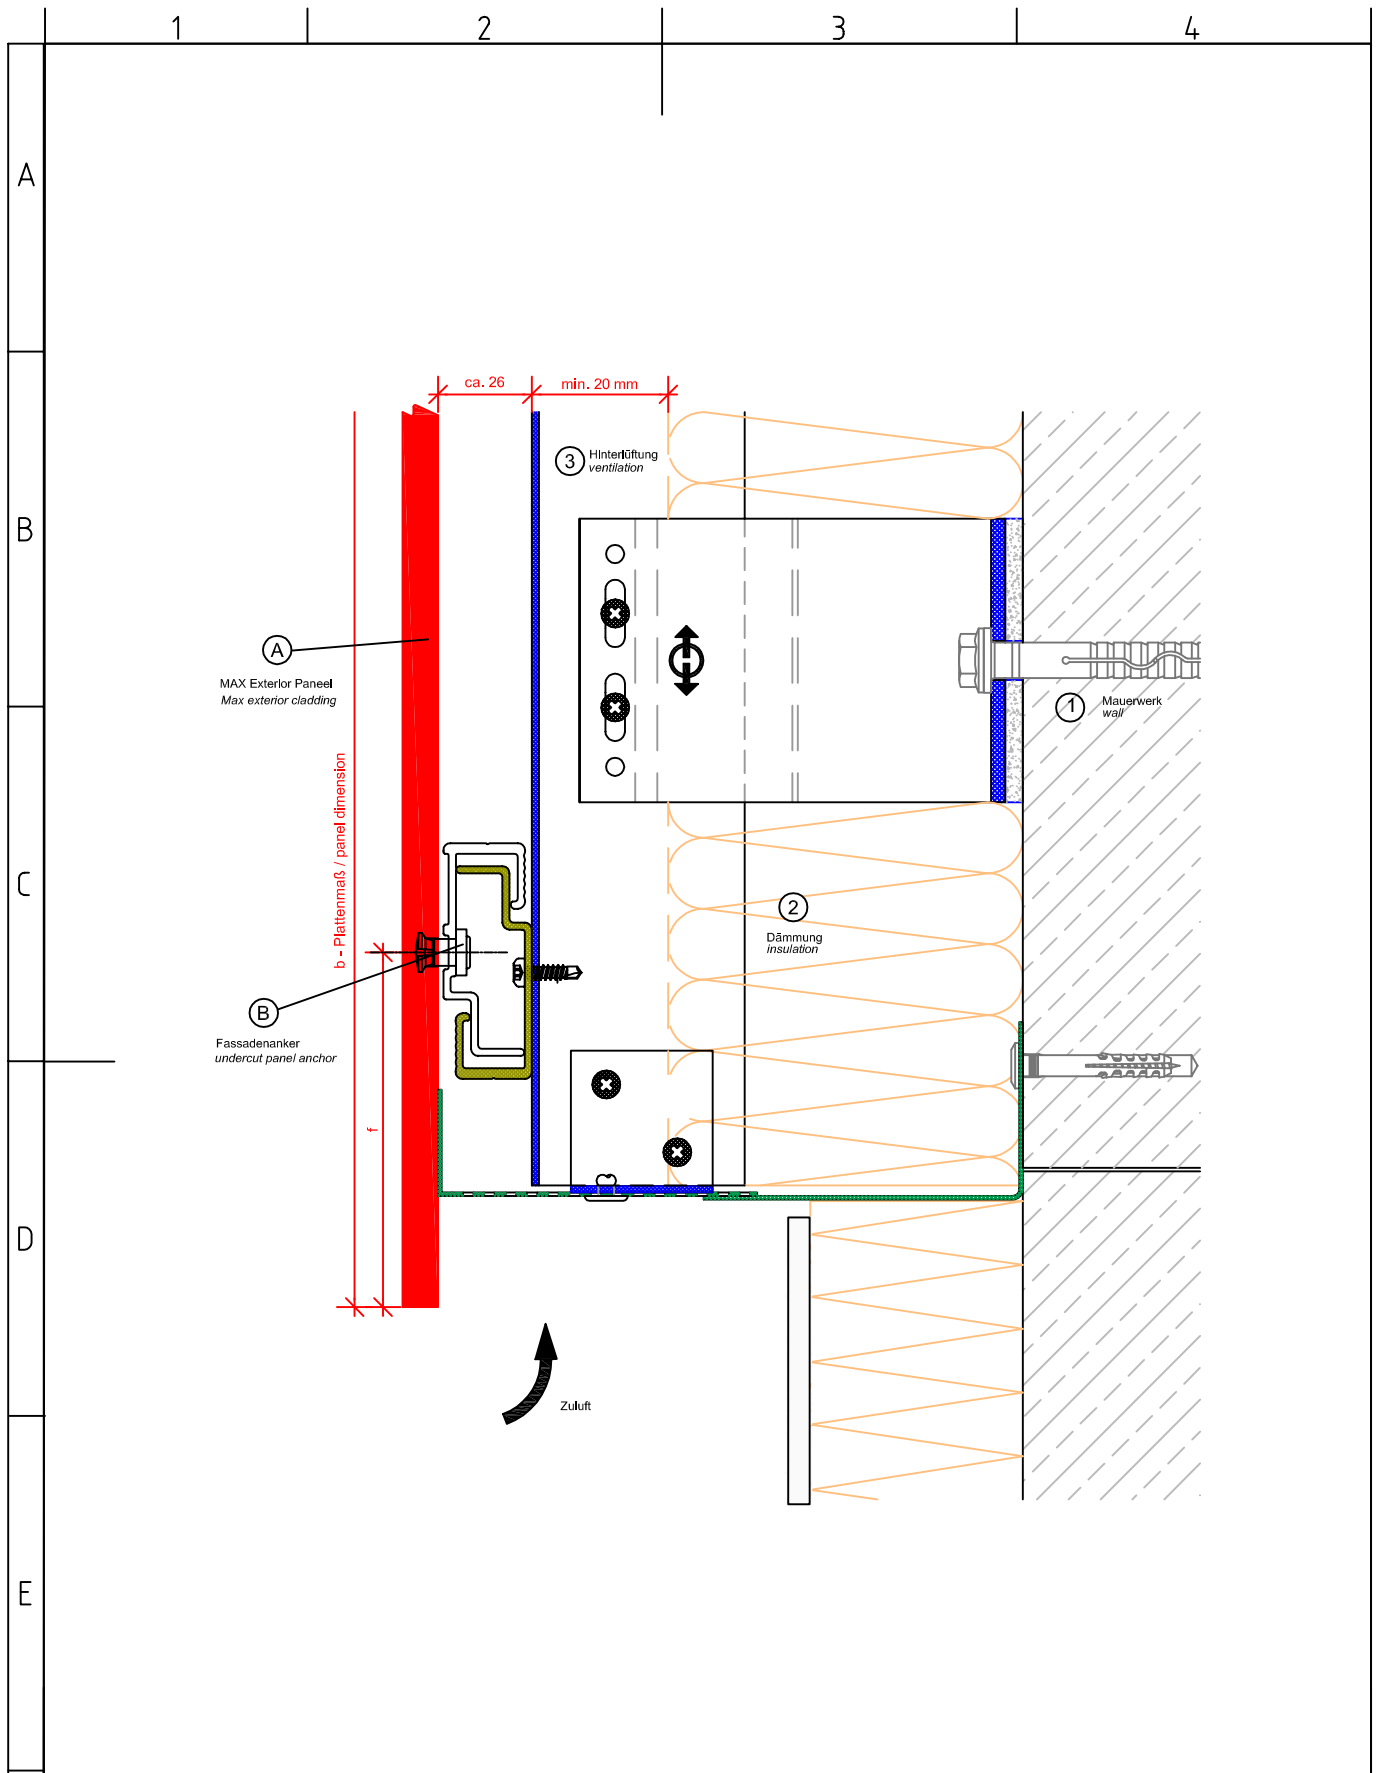 1
2
3
4
A
B
C
D
E
ca. 26
min. 20 mm
3
Hinterlüftung
ventilation
A
MAX Exterior Paneel
Max exterior cladding
1
Mauerwerk
wall
b - Plattenmaß / panel dimension
2
Dämmung
insulation
B
Fassadenanker
undercut panel anchor
f
Zuluft